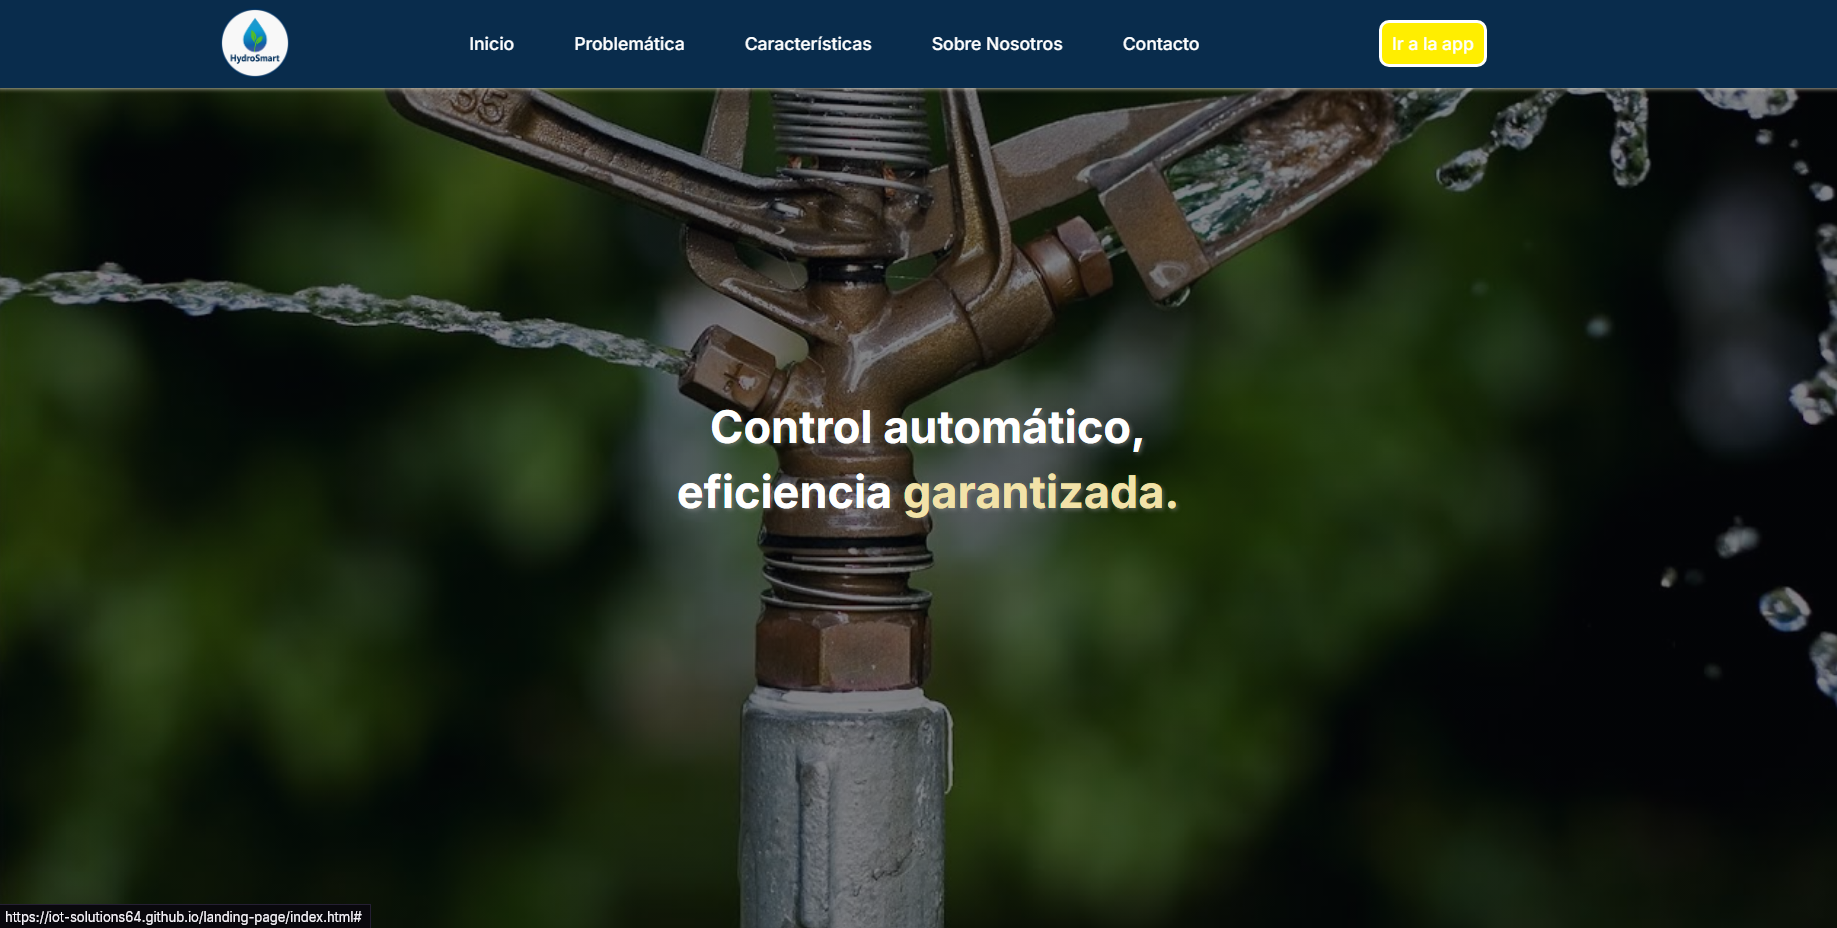 HydroSmart
Inicio
Problemática
Características
Sobre Nosotros
Contacto
Ir a la app
Control automático,
eficiencia garantizada.
https://iot-solutions64.github.io/landing-page/index.html#